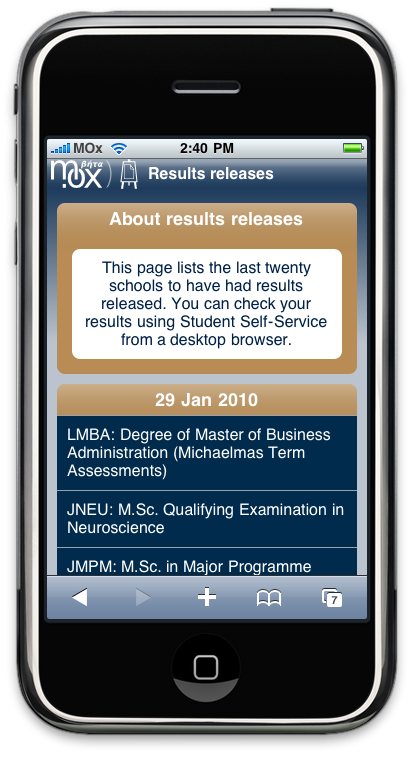 MOx 2:40 PM
βῆτα
m.ox Results releases
About results releases
This page lists the last twenty
schools to have had results
released. You can check your
results using Student Self-Service
from a desktop browser.
29 Jan 2010
LMBA: Degree of Master of Business
Administration (Michaelmas Term
Assessments)
JNEU: M.Sc. Qualifying Examination in
Neuroscience
JMPM: M.Sc. in Major Programme
7